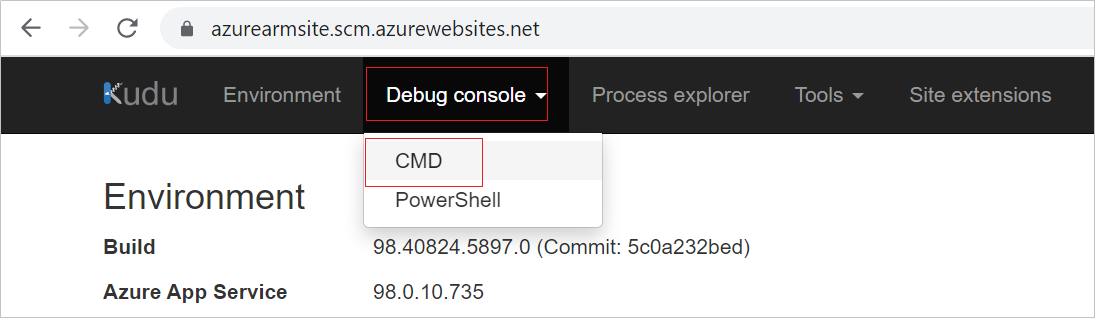 azurearmsite.scm.azurewebsites.net
Kudu Environment Debug console Process explorer Tools Site extensions
CMD
PowerShell
Environment
Build 98.40824.5897.0 (Commit: 5c0a232bed)
Azure App Service 98.0.10.735